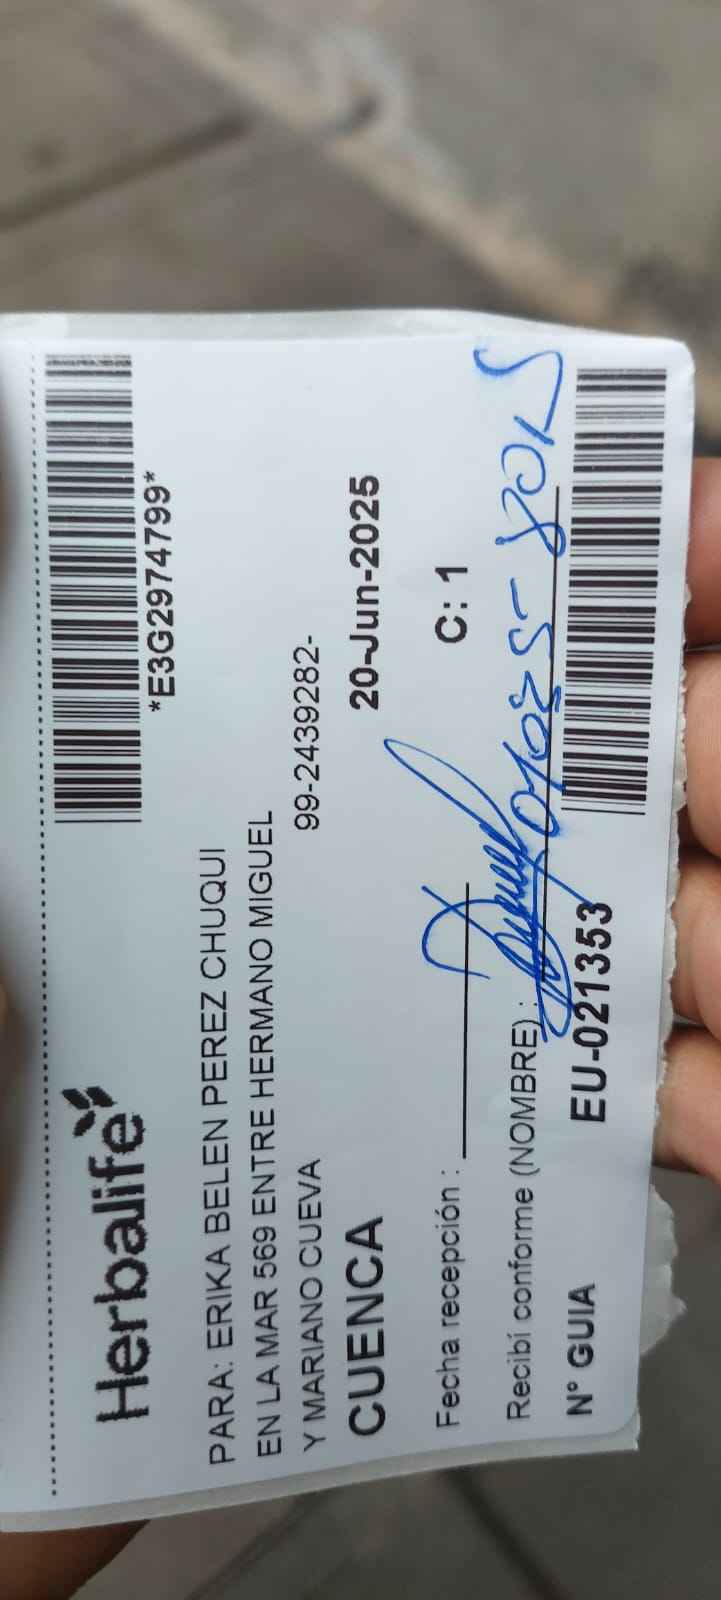 Herbalife
*E3G2974799*
PARA: ERIKA BELEN PEREZ CHUQUI
EN LA MAR 569 ENTRE HERMANO MIGUEL
Y MARIANO CUEVA
99-2439282-
CUENCA
20-Jun-2025
Fecha recepción :
C: 1
Recibí conforme (NOMBRE) :
N° GUIA
EU-021353